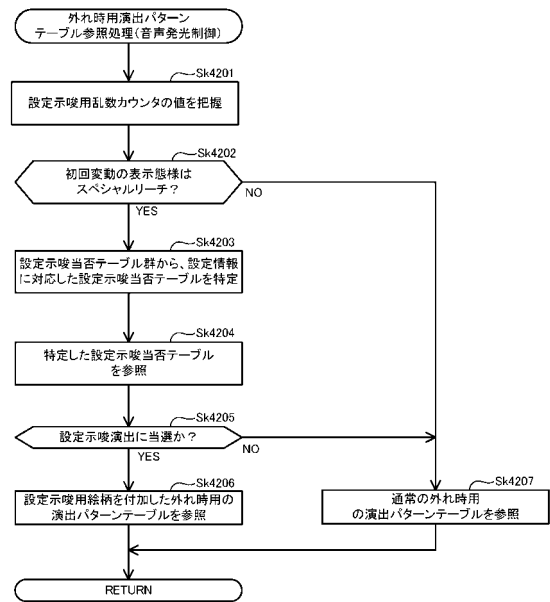 外れ時用演出パターン
テーブル参照処理(音声発光制御)
Sk4201
設定示唆用乱数カウンタの値を把握
Sk4202
初回変動の表示態様は
スペシャルリーチ？
NO
YES
Sk4203
設定示唆当否テーブル群から、設定情報
に対応した設定示唆当否テーブルを特定
Sk4204
特定した設定示唆当否テーブル
を参照
Sk4205
設定示唆演出に当選か？
NO
YES
Sk4206
設定示唆用絵柄を付加した外れ時用の
演出パターンテーブルを参照
Sk4207
通常の外れ時用
の演出パターンテーブルを参照
RETURN